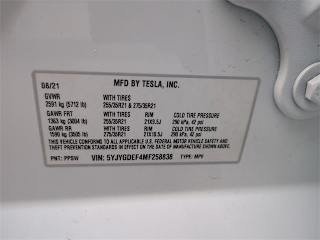 08/21 MFD BY TESLA, INC.
GVWR WITH TIRES
2591 kg (5712 lb) 255/35R21 & 275/35R21
GAWR FRT WITH TIRES RIM COLD TIRE PRESSURE
1363 kg (3004 lb) 255/35R21 21X9.5J 290 kPa, 42 psi
GAWR RR WITH TIRES RIM COLD TIRE PRESSURE
1590 kg (3505 lb) 275/35R21 21X10.5J 290 kPa, 42 psi
THIS VEHICLE CONFORMS TO ALL APPLICABLE U.S. FEDERAL MOTOR VEHICLE
SAFETY, BUMPER, AND THEFT PREVENTION STANDARDS IN EFFECT ON
THE DATE OF MANUFACTURE SHOWN ABOVE.
PNT: PPSW VIN: 5YJYGDEF4MF258838 TYPE: MPV